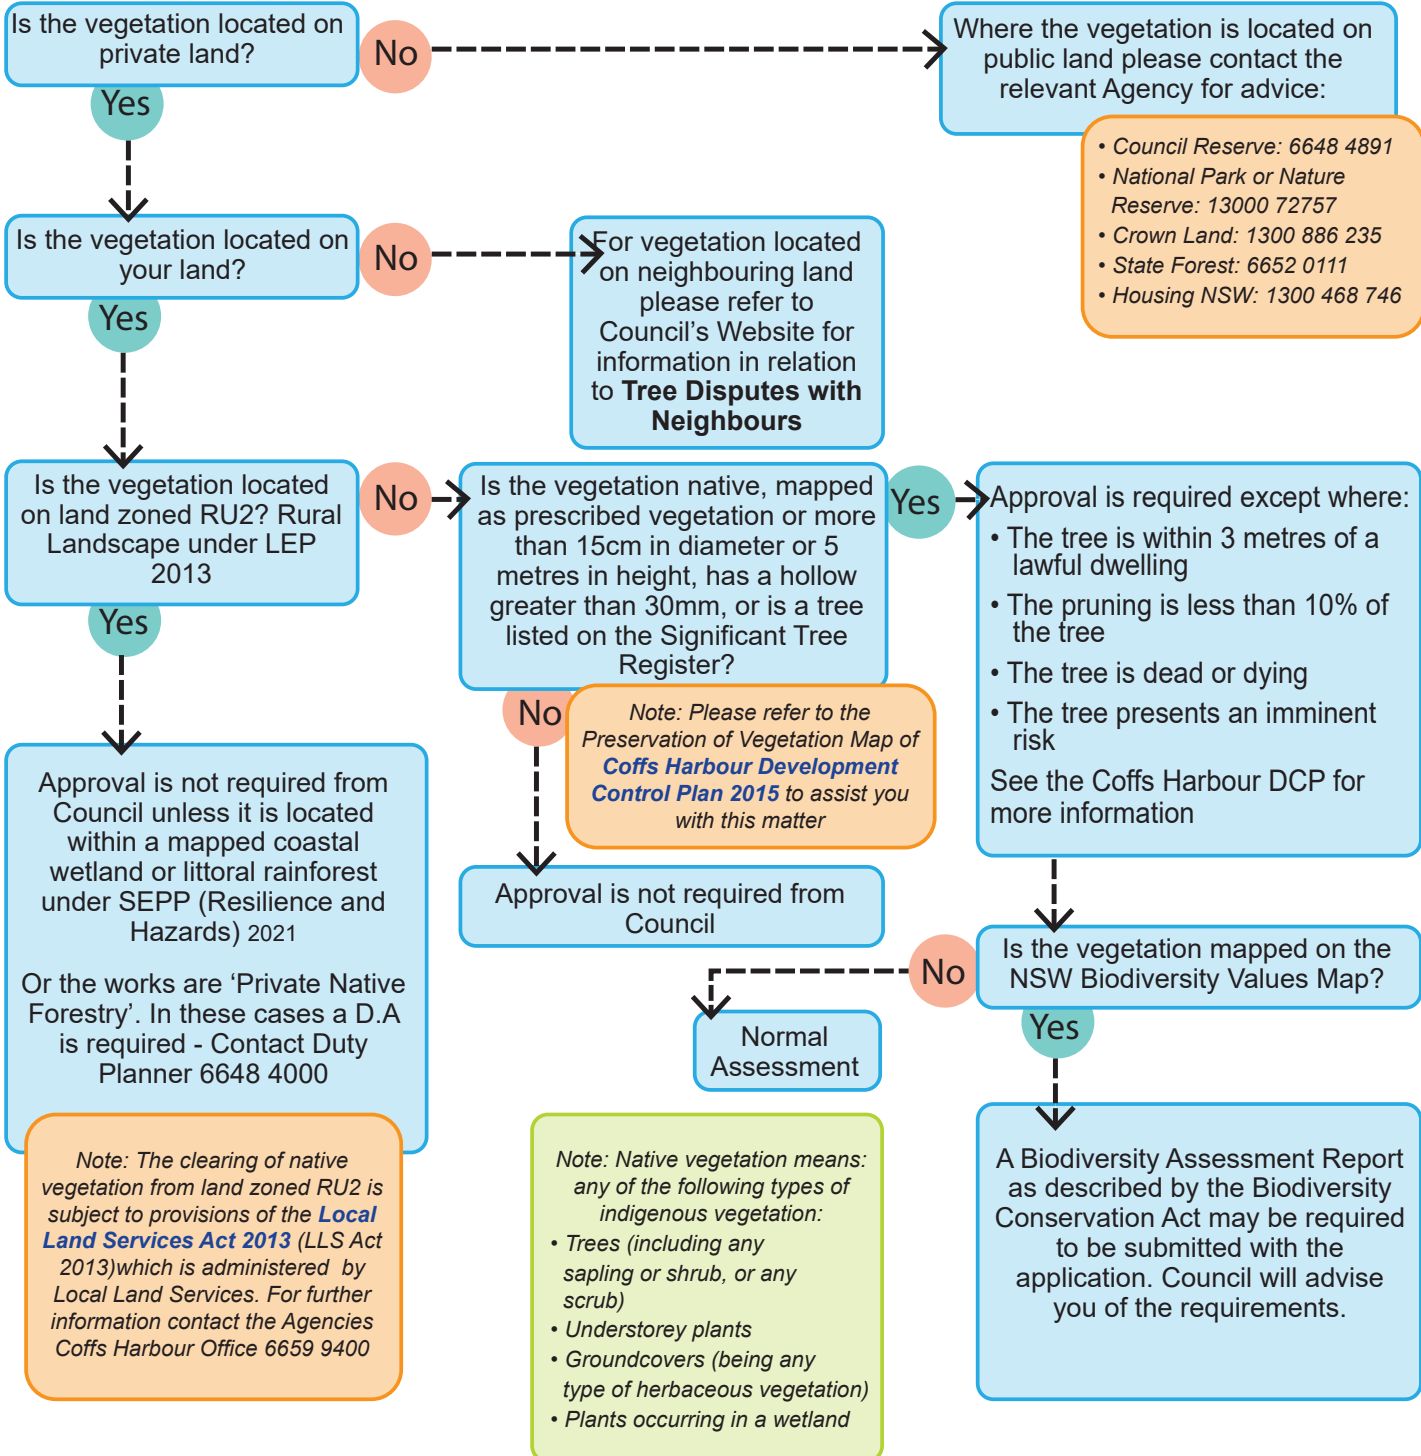 Is the vegetation located on
private land?
No
Yes
Where the vegetation is located on
public land please contact the
relevant Agency for advice:
• Council Reserve: 6648 4891
• National Park or Nature
Reserve: 13000 72757
• Crown Land: 1300 886 235
• State Forest: 6652 0111
• Housing NSW: 1300 468 746
Is the vegetation located on
your land?
No
Yes
For vegetation located
on neighbouring land
please refer to
Council's Website for
information in relation
to Tree Disputes with
Neighbours
Is the vegetation located
on land zoned RU2? Rural
Landscape under LEP
2013
No
Yes
Is the vegetation native, mapped
as prescribed vegetation or more
than 15cm in diameter or 5
metres in height, has a hollow
greater than 30mm, or is a tree
listed on the Significant Tree
Register?
Yes
No
Note: Please refer to the
Preservation of Vegetation Map of
Coffs Harbour Development
Control Plan 2015 to assist you
with this matter
Approval is required except where:
• The tree is within 3 metres of a
lawful dwelling
• The pruning is less than 10% of
the tree
• The tree is dead or dying
• The tree presents an imminent
risk
See the Coffs Harbour DCP for
more information
Approval is not required from
Council unless it is located
within a mapped coastal
wetland or littoral rainforest
under SEPP (Resilience and
Hazards) 2021
Or the works are ‘Private Native
Forestry’. In these cases a D.A
is required - Contact Duty
Planner 6648 4000
Note: The clearing of native
vegetation from land zoned RU2 is
subject to provisions of the Local
Land Services Act 2013 (LLS Act
2013)which is administered by
Local Land Services. For further
information contact the Agencies
Coffs Harbour Office 6659 9400
Approval is not required from
Council
Is the vegetation mapped on the
NSW Biodiversity Values Map?
No
Yes
Normal
Assessment
Note: Native vegetation means:
any of the following types of
indigenous vegetation:
• Trees (including any
sapling or shrub, or any
scrub)
• Understorey plants
• Groundcovers (being any
type of herbaceous vegetation)
• Plants occurring in a wetland
A Biodiversity Assessment Report
as described by the Biodiversity
Conservation Act may be required
to be submitted with the
application. Council will advise
you of the requirements.